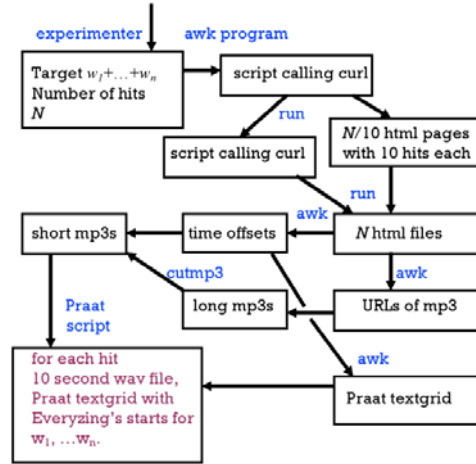 experimenter
awk program
Target w1+...+wn
Number of hits
N
script calling curl
run
script calling curl
N/10 html pages
with 10 hits each
run
short mp3s
time offsets
awk
N html files
cutmp3
awk
Praat
script
long mp3s
URLs of mp3
for each hit
10 second wav file,
Praat textgrid with
Everyzing's starts for
w1, ...wn.
awk
Praat textgrid